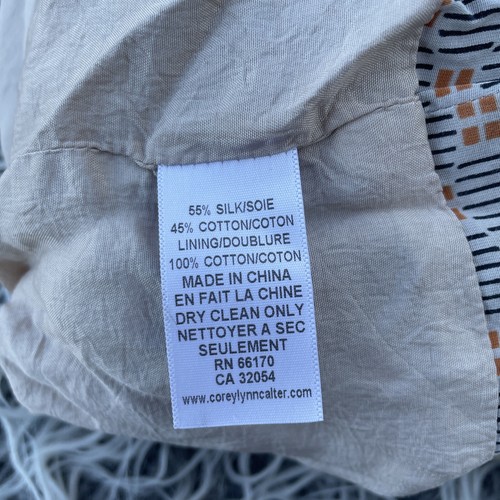 55% SILK/SOIE
45% COTTON/COTON
LINING/DOUBLURE
100% COTTON/COTON
MADE IN CHINA
EN FAIT LA CHINE
DRY CLEAN ONLY
NETTOYER A SEC
SEULEMENT
RN 66170
CA 32054
www.coreylynncalter.com